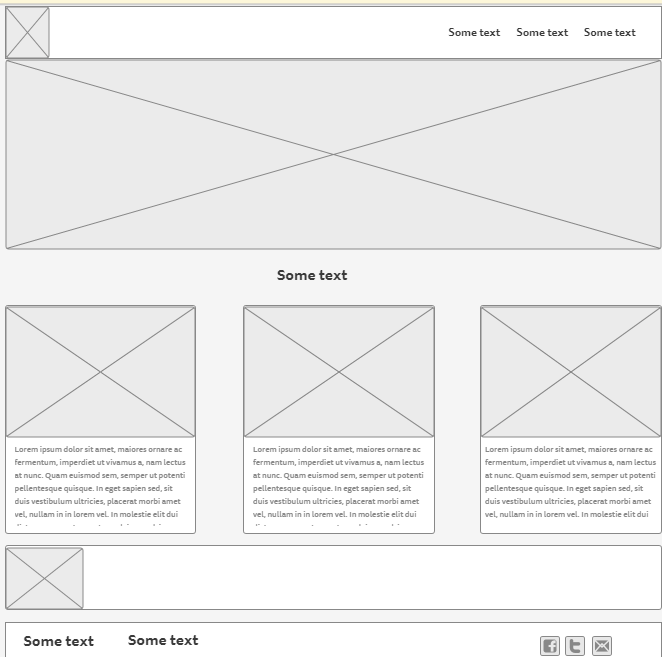 Some text Some text Some text
Some text
Lorem ipsum dolor sit amet, maiores ornare ac
fermentum, imperdiet ut vivamus a, nam lectus
at nunc. Quam euismod sem, semper ut potenti
pellentesque quisque. In eget sapien sed, sit
duis vestibulum ultricies, placerat morbi amet
vel, nullam in in lorem vel. In molestie elit dui
Lorem ipsum dolor sit amet, maiores ornare ac
fermentum, imperdiet ut vivamus a, nam lectus
at nunc. Quam euismod sem, semper ut potenti
pellentesque quisque. In eget sapien sed, sit
duis vestibulum ultricies, placerat morbi amet
vel, nullam in in lorem vel. In molestie elit dui
Lorem ipsum dolor sit amet, maiores ornare ac
fermentum, imperdiet ut vivamus a, nam lectus
at nunc. Quam euismod sem, semper ut potenti
pellentesque quisque. In eget sapien sed, sit
duis vestibulum ultricies, placerat morbi amet
vel, nullam in in lorem vel. In molestie elit dui
Some text Some text